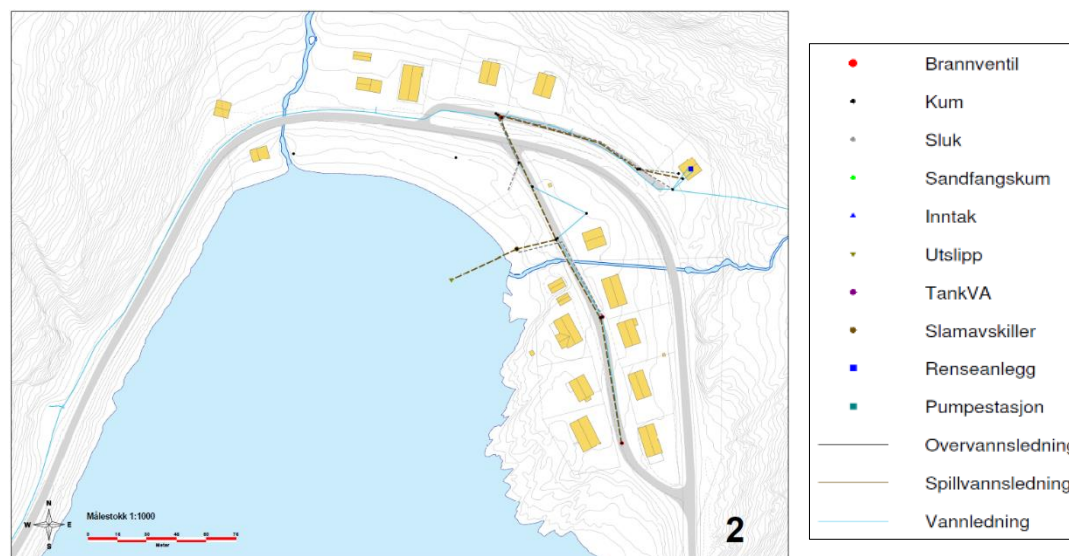 N
W E
S
Målestokk 1:1000
Meter
2
Brannventil
Kum
Sluk
Sandfangskum
Inntak
Utslipp
TankVA
Slamavskiller
Renseanlegg
Pumpestasjon
Overvannsledning
Spillvannsledning
Vannledning